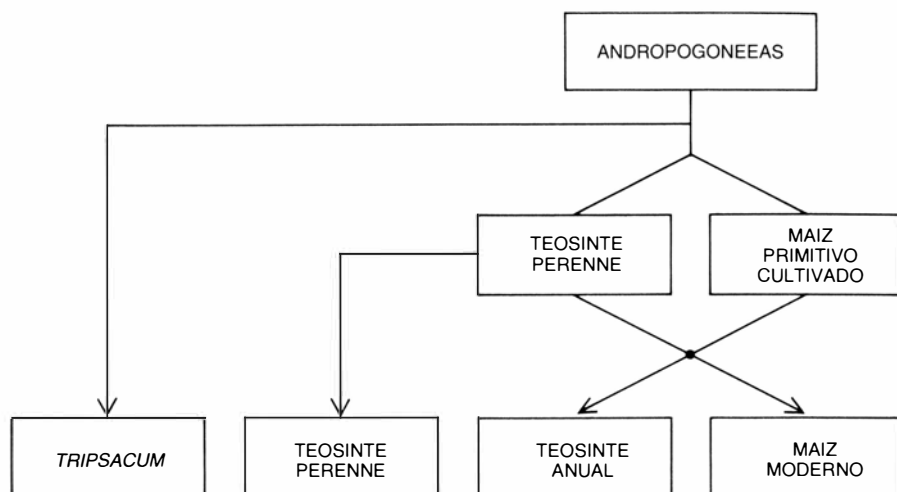 ANDROPOGONEEAS
TEOSINTE
PERENNE
MAIZ
PRIMITIVO
CULTIVADO
TRIPSACUM
TEOSINTE
PERENNE
TEOSINTE
ANUAL
MAIZ
MODERNO